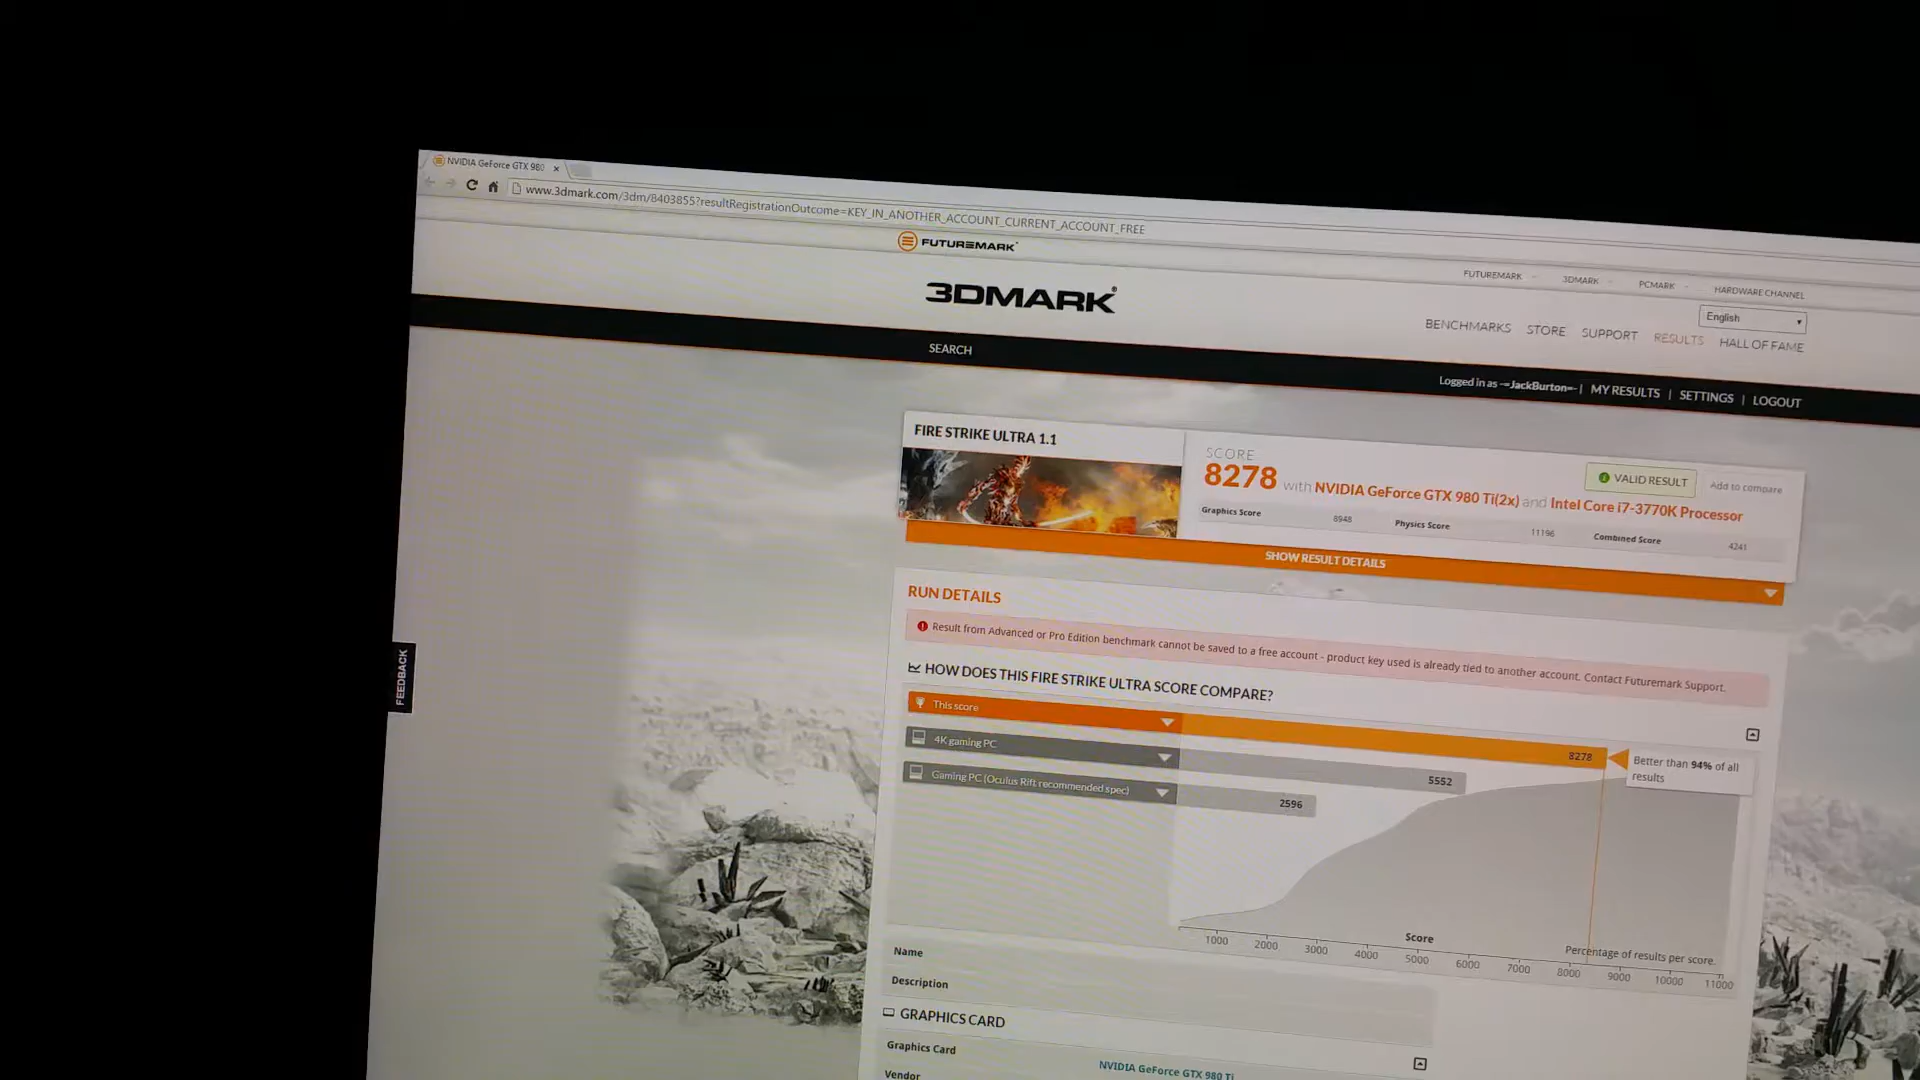 NVIDIA GeForce GTX 980
www.3dmark.com/3dm/8403855?resultRegistrationOutcome=KEY_IN_ANOTHER_ACCOUNT_CURRENT_ACCOUNT_FREE
FUTUREMARK
FUTUREMARK 3DMARK PCMARK HARDWARE CHANNEL
3DMARK
English
BENCHMARKS STORE SUPPORT RESULTS HALL OF FAME
SEARCH
Logged in as -=JackBurton=- | MY RESULTS | SETTINGS | LOGOUT
FIRE STRIKE ULTRA 1.1
SCORE
8278 with NVIDIA GeForce GTX 980 Ti(2x) and Intel Core i7-3770K Processor
VALID RESULT
Add to compare
Graphics Score 8948 Physics Score 11196 Combined Score 4241
SHOW RESULT DETAILS
RUN DETAILS
Result from Advanced or Pro Edition benchmark cannot be saved to a free account - product key used is already tied to another account. Contact Futuremark Support.
HOW DOES THIS FIRE STRIKE ULTRA SCORE COMPARE?
This score 8278
Better than 94% of all
results
4K gaming PC 5552
Gaming PC (Oculus Rift recommended spec) 2596
Score
Percentage of results per score.
1000 2000 3000 4000 5000 6000 7000 8000 9000 10000 11000
Name
Description
GRAPHICS CARD
Graphics Card NVIDIA GeForce GTX 980 Ti
Vendor
FEEDBACK